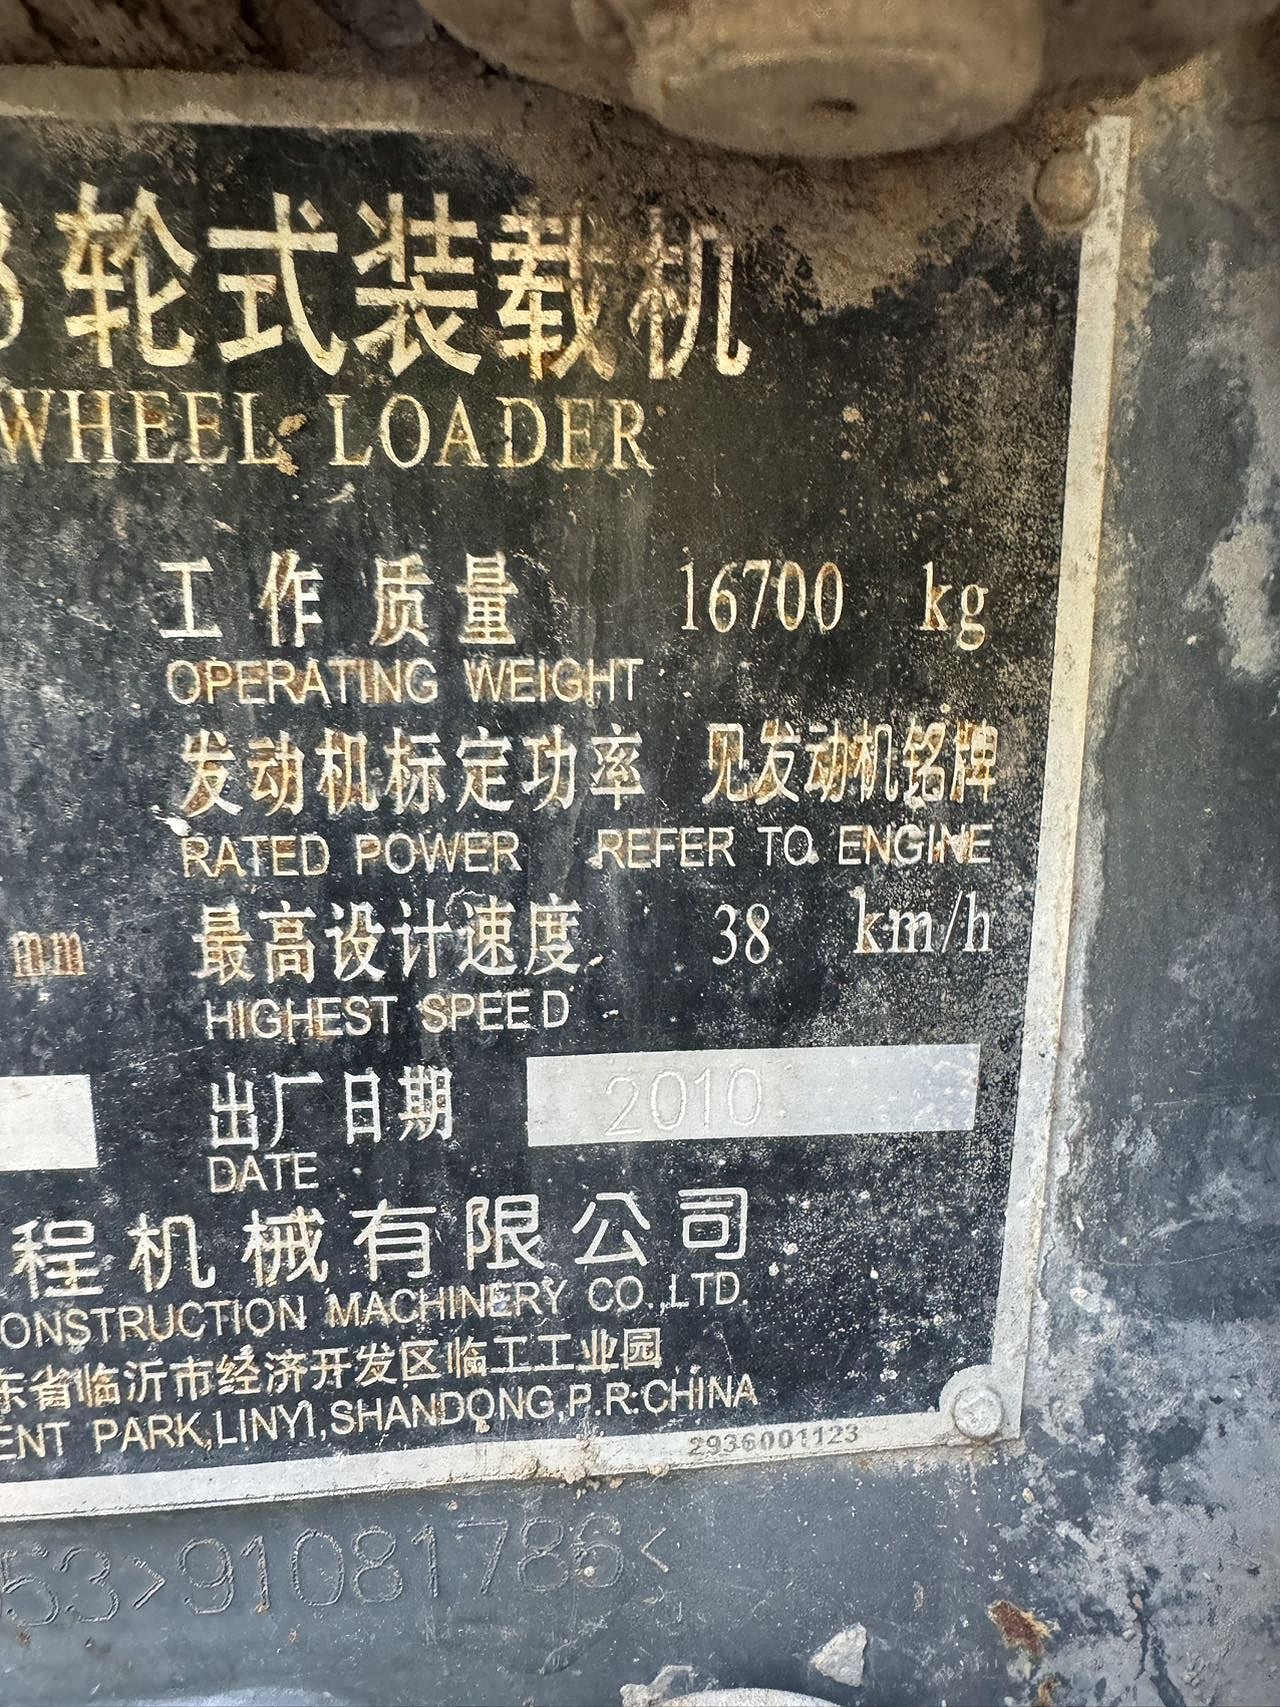 轮式装载机
WHEEL LOADER
工作质量 16700 kg
OPERATING WEIGHT
发动机标定功率 见发动机铭牌
RATED POWER REFER TO ENGINE
mm 最高设计速度 38 km/h
HIGHEST SPEED
出厂日期 2010
DATE
程机械有限公司
ONSTRUCTION MACHINERY CO.,LTD.
东省临沂市经济开发区临工工业园
ENT PARK,LINYI,SHANDONG,P.R.CHINA
2936001123
53>91081786<